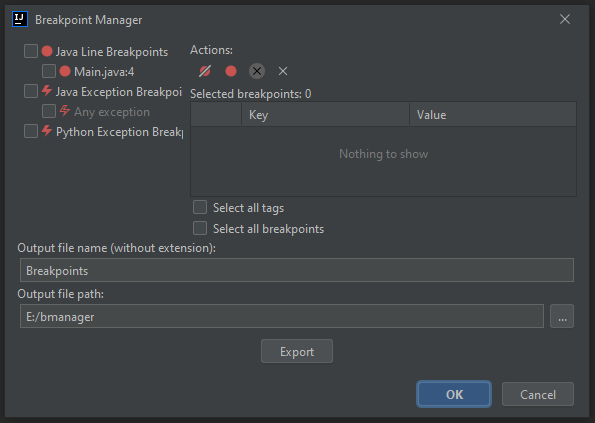 IJ Breakpoint Manager
Java Line Breakpoints
Main.java:4
Java Exception Breakpoi
Any exception
Python Exception Breakp
Actions:
Selected breakpoints: 0
Key Value
Nothing to show
Select all tags
Select all breakpoints
Output file name (without extension):
Breakpoints
Output file path:
E:/bmanager
...
Export
OK Cancel